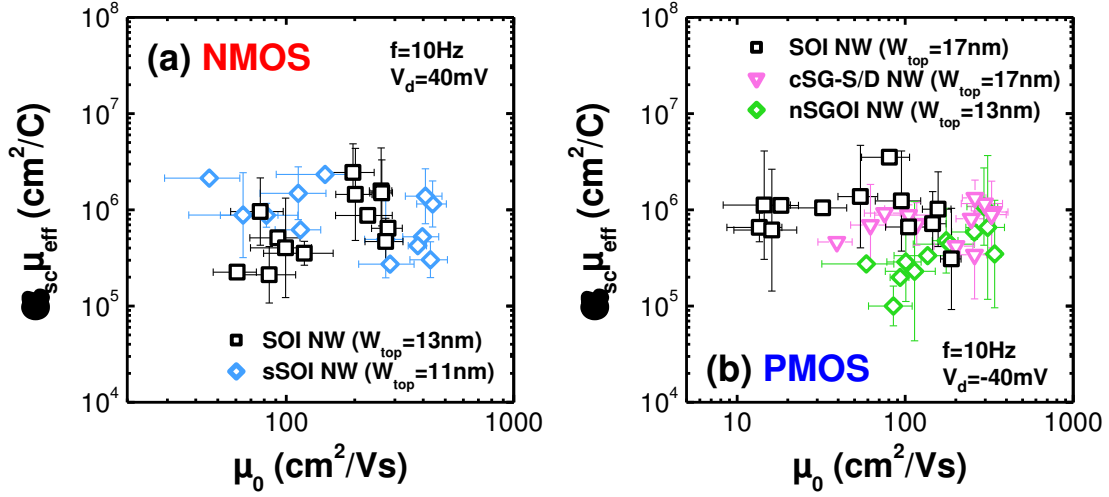 (a) NMOS
f=10Hz
V_d=40mV
10^8
10^7
10^6
10^5
10^4
SOI NW (W_top=13nm)
sSOI NW (W_top=11nm)
100
1000
μ_0 (cm^2/Vs)
_sc μ_eff (cm^2/C)
SOI NW (W_top=17nm)
cSG-S/D NW (W_top=17nm)
nSGOI NW (W_top=13nm)
10^8
10^7
10^6
10^5
10^4
(b) PMOS
f=10Hz
V_d=-40mV
10
100
1000
μ_0 (cm^2/Vs)
_sc μ_eff (cm^2/C)